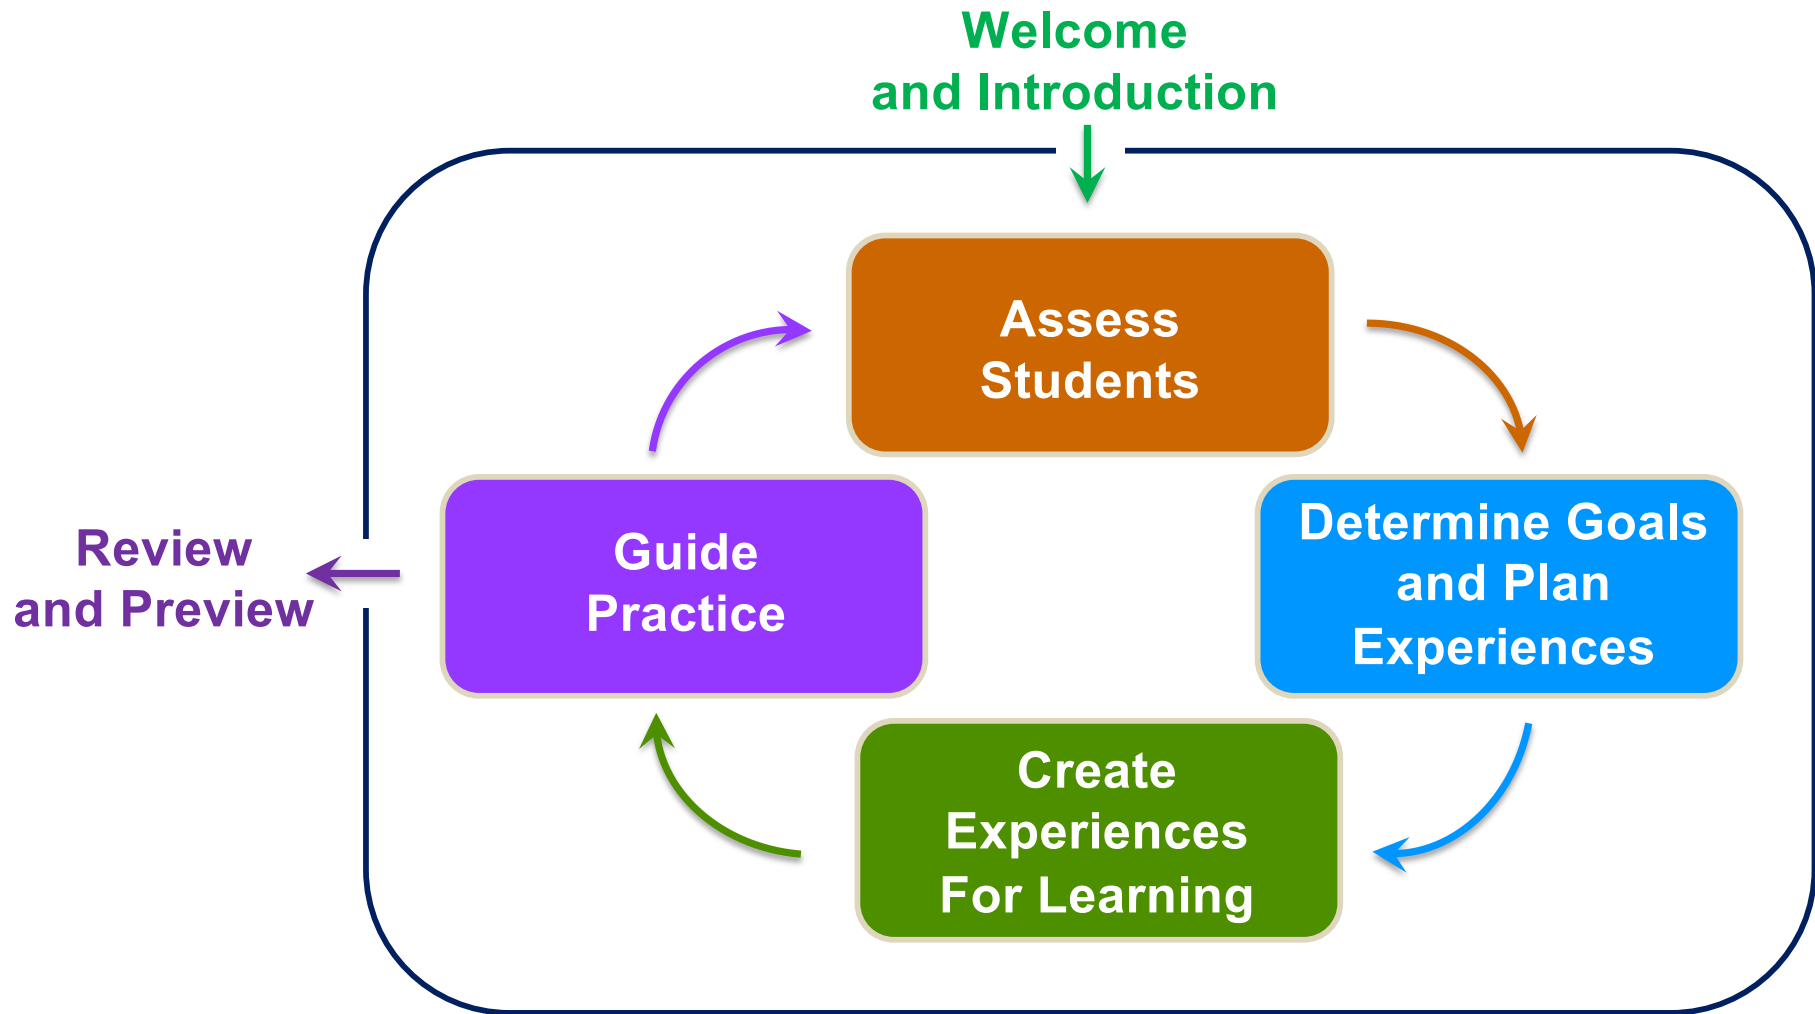 Welcome
and Introduction
Assess
Students
Determine Goals
and Plan
Experiences
Create
Experiences
For Learning
Guide
Practice
Review
and Preview